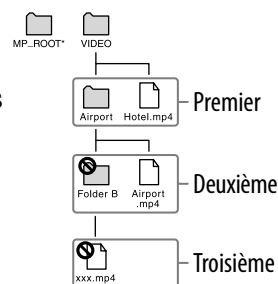 MP_ROOT* VIDEO
s
Airport Hotel.mp4 Premier
Folder B Airport .mp4 Deuxième
xxx.mp4 Troisième